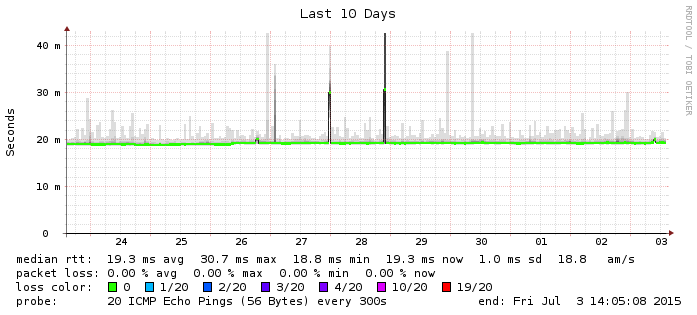 Last 10 Days
RRDTOOL / TOBI OETIKER
Seconds
40 m
30 m
20 m
10 m
0
24 25 26 27 28 29 30 01 02 03
median rtt: 19.3 ms avg 30.7 ms max 18.8 ms min 19.3 ms now 1.0 ms sd 18.8 am/s
packet loss: 0.00 % avg 0.00 % max 0.00 % min 0.00 % now
loss color: 0 1/20 2/20 3/20 4/20 10/20 19/20
probe: 20 ICMP Echo Pings (56 Bytes) every 300s end: Fri Jul 3 14:05:08 2015